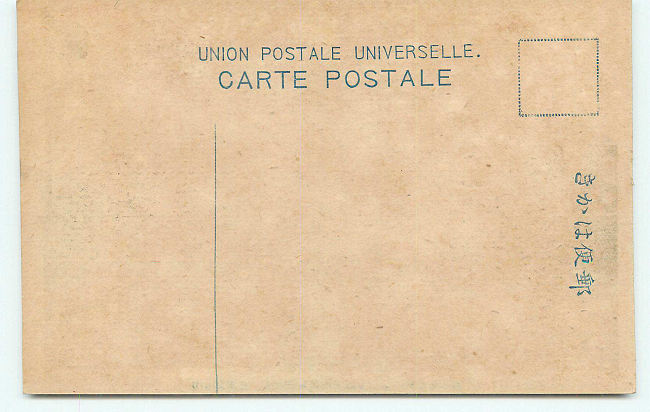 UNION POSTALE UNIVERSELLE.
CARTE POSTALE
郵便はかき